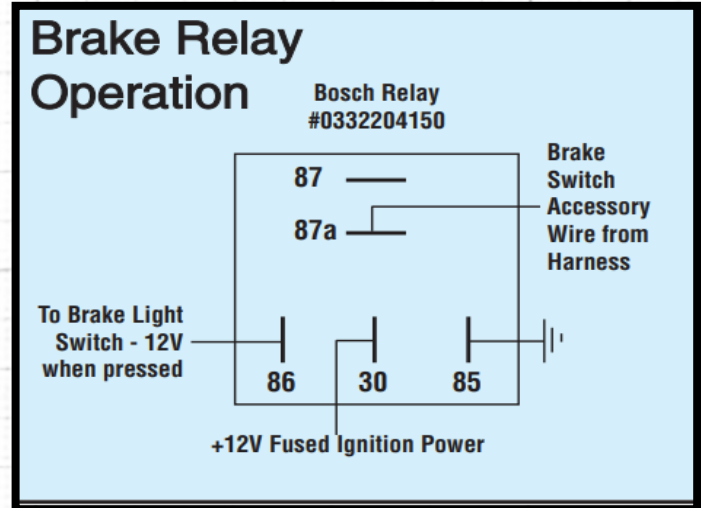 Brake Relay
Operation
Bosch Relay
#0332204150
87
87a
Brake
Switch
Accessory
Wire from
Harness
To Brake Light
Switch - 12V
when pressed
86
30
85
+12V Fused Ignition Power